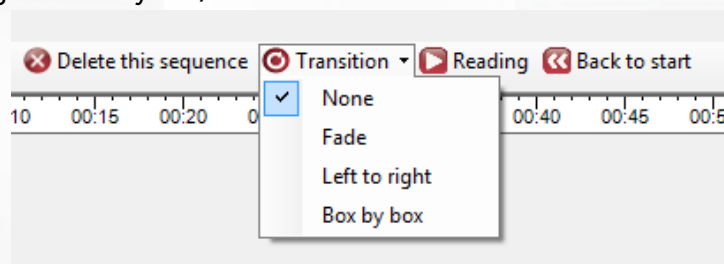 Delete this sequence Transition Reading Back to start
10 00:15 00:20 00:40 00:45
None
Fade
Left to right
Box by box